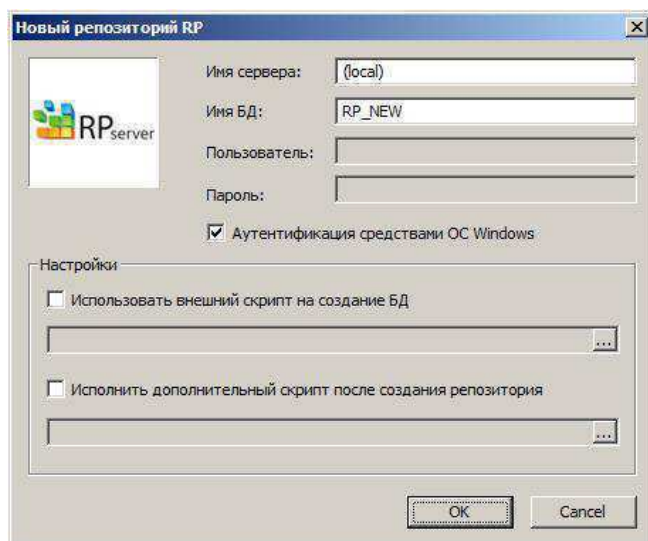 Новый репозиторий RP
RPserver
Имя сервера:
(local)
Имя БД:
RP_NEW
Пользователь:
Пароль:
Аутентификация средствами ОС Windows
Настройки
Использовать внешний скрипт на создание БД
...
Исполнить дополнительный скрипт после создания репозитория
...
OK
Cancel